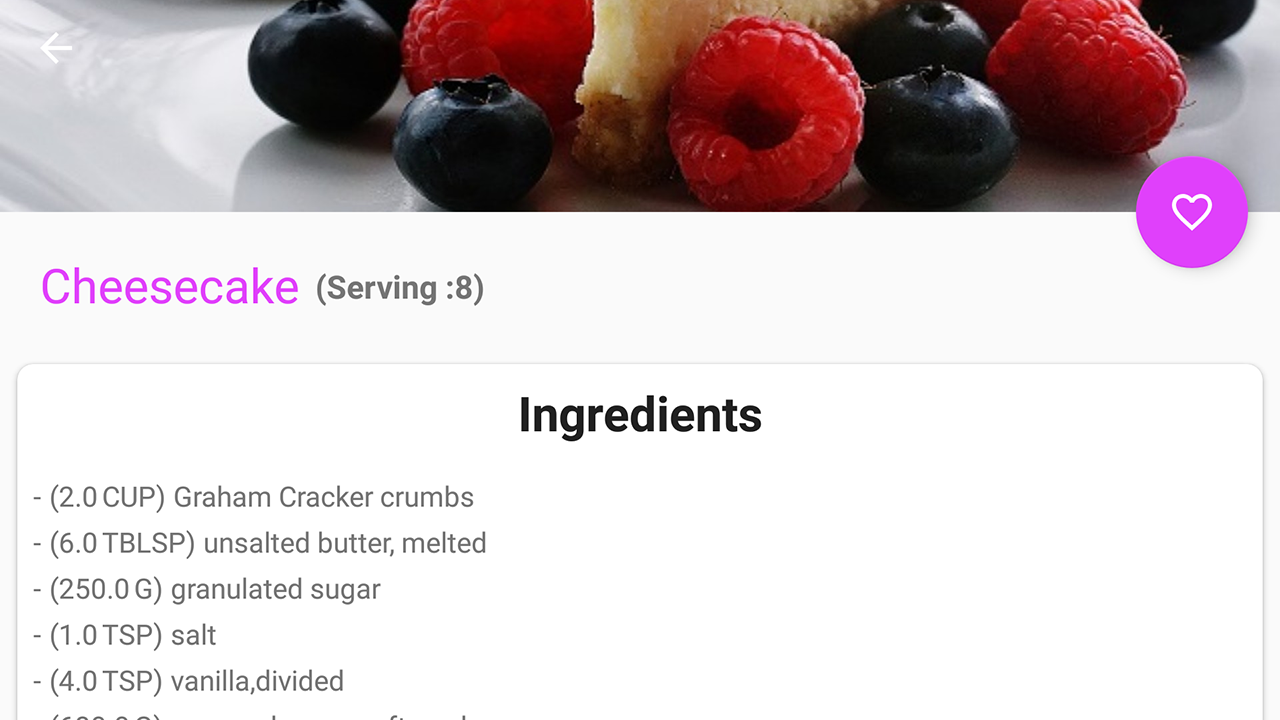 Cheesecake (Serving :8)
Ingredients
- (2.0 CUP) Graham Cracker crumbs
- (6.0 TBLSP) unsalted butter, melted
- (250.0 G) granulated sugar
- (1.0 TSP) salt
- (4.0 TSP) vanilla,divided